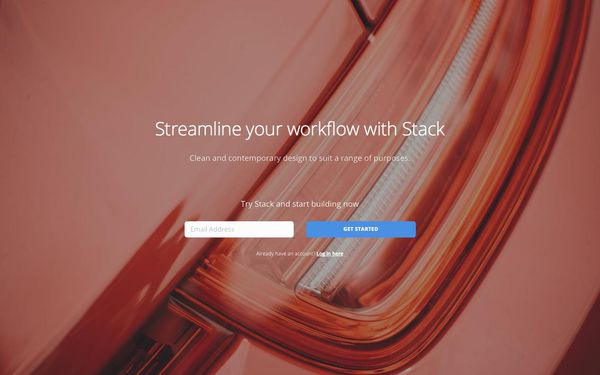 Streamline your workflow with Stack
Clean and contemporary design to suit a range of purposes.
Try Stack and start building now
Email Address
GET STARTED
Already have an account? Log in here